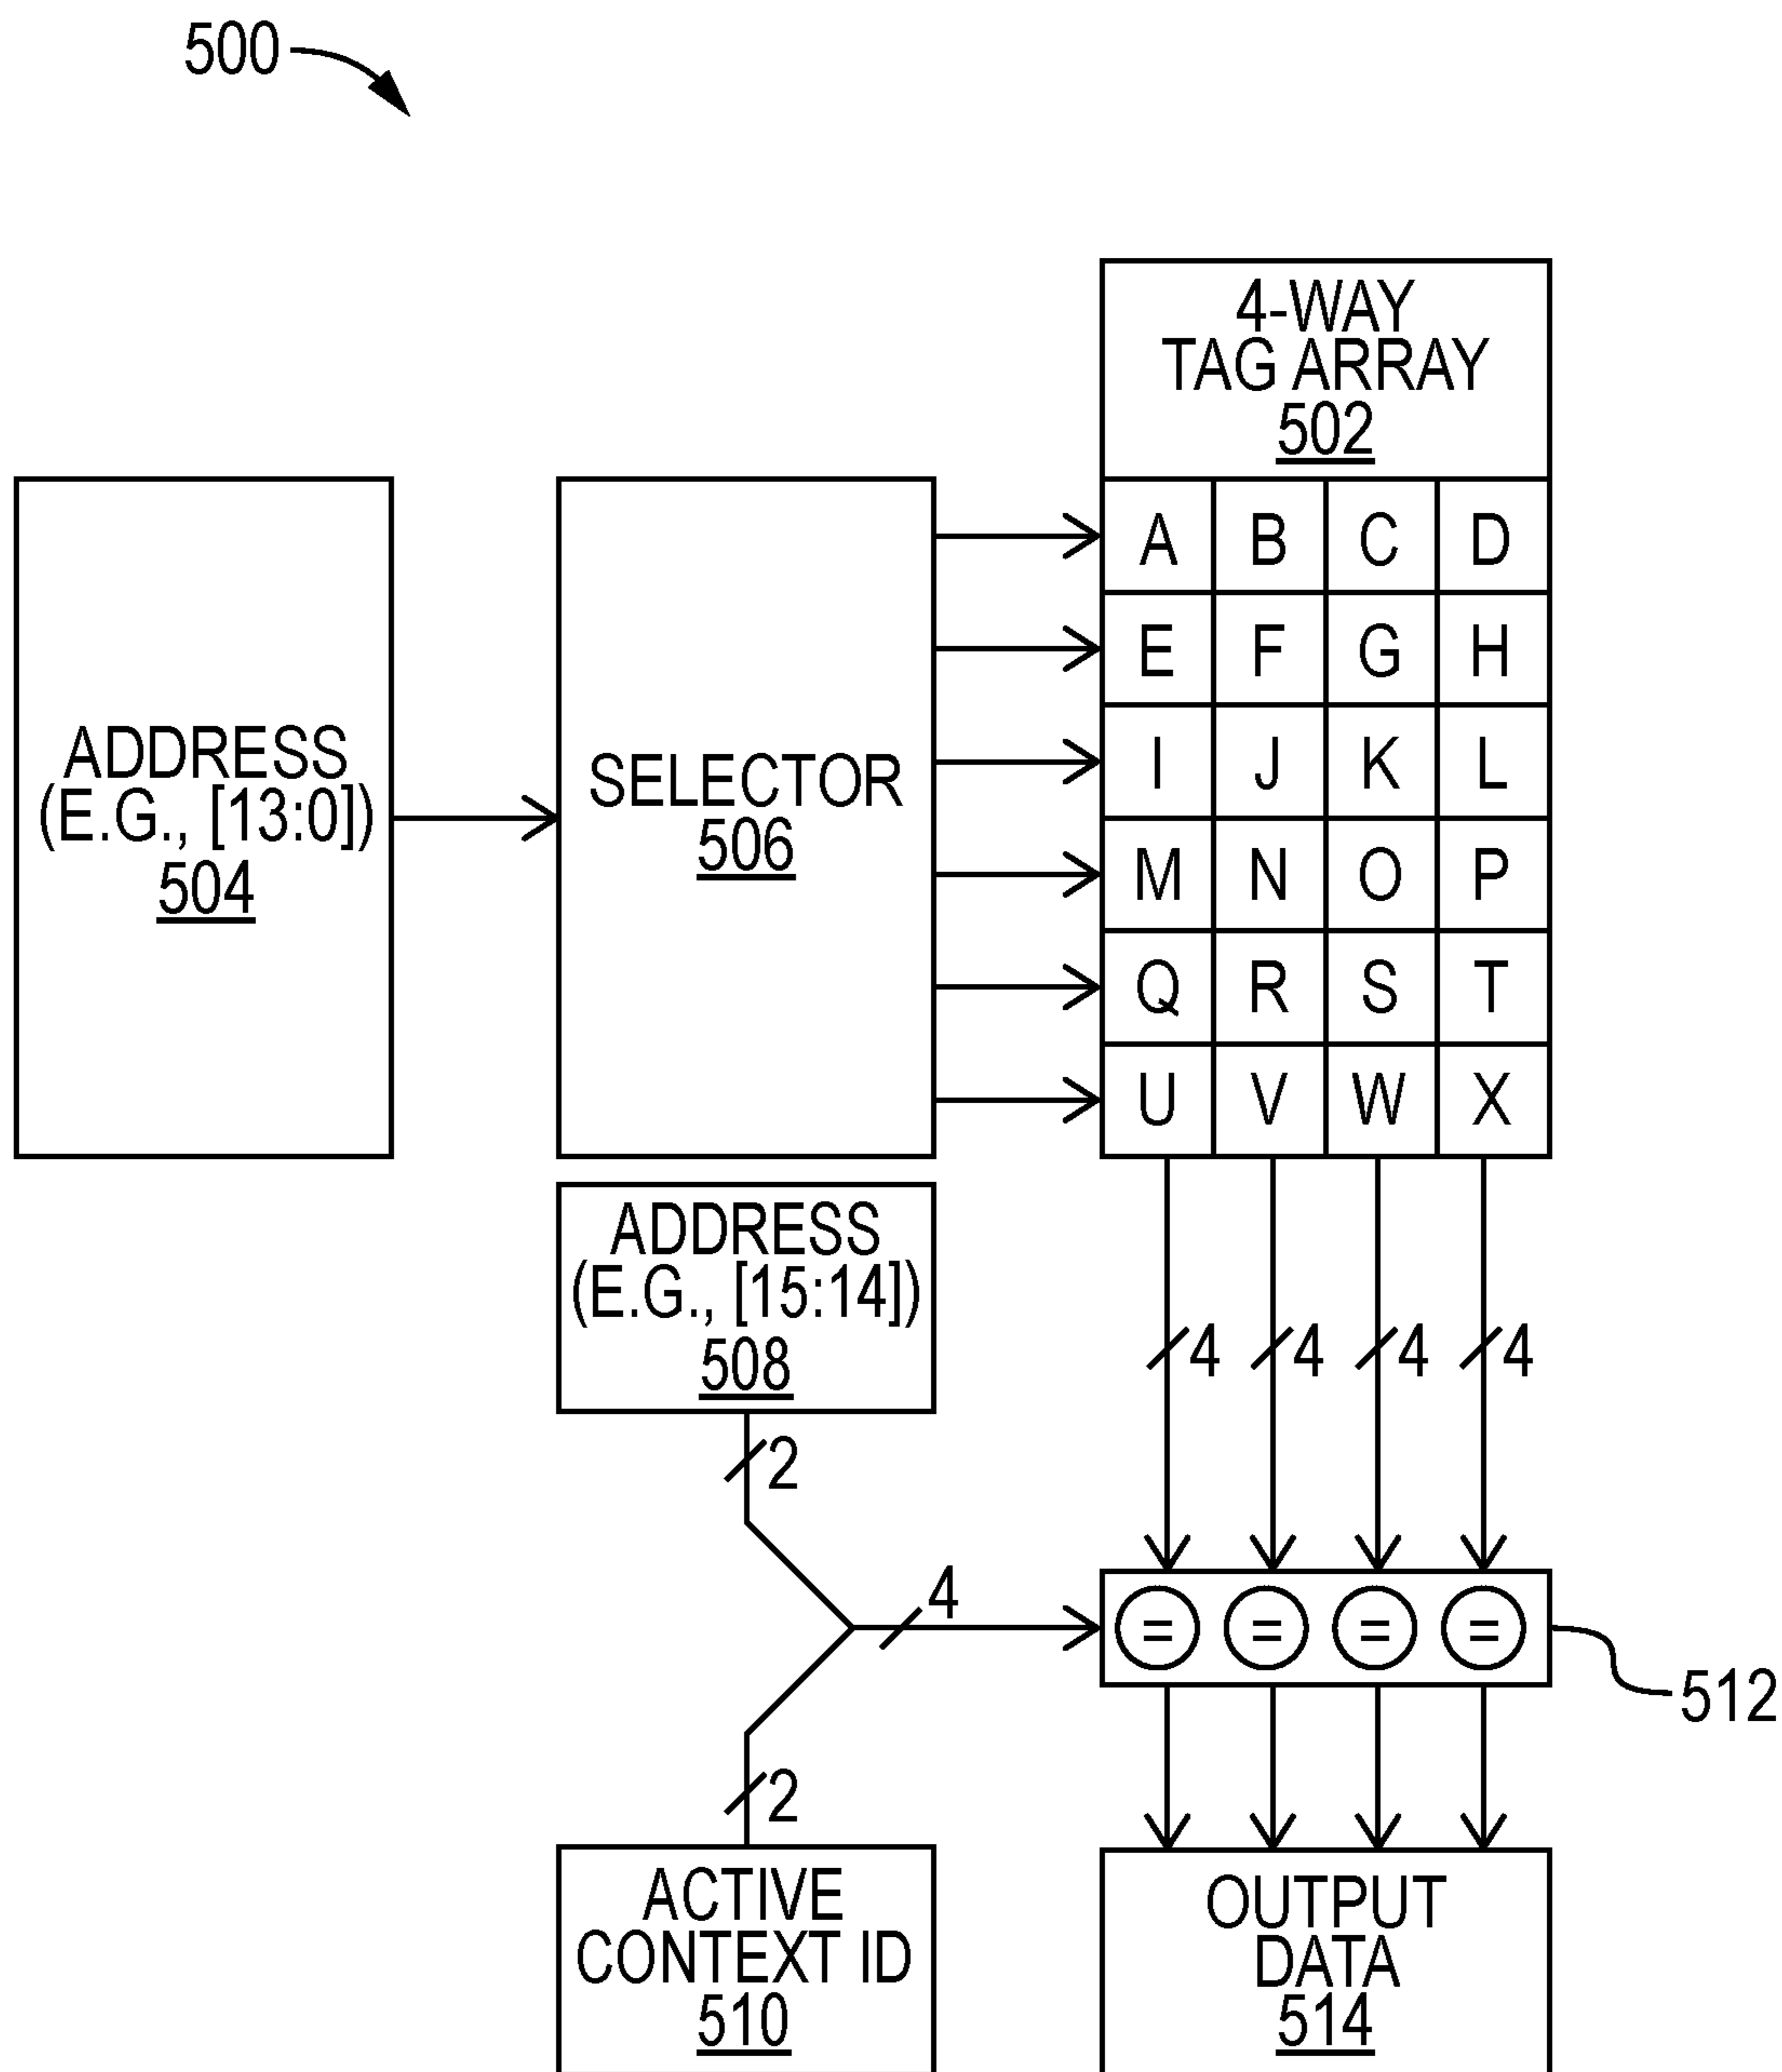 500
4-WAY
TAG ARRAY
502
ADDRESS
(E.G., [13:0])
504
SELECTOR
506
A B C D
E F G H
I J K L
M N O P
Q R S T
U V W X
ADDRESS
(E.G., [15:14])
508
4 4 4 4
2
4
= = = =
512
2
ACTIVE
CONTEXT ID
510
OUTPUT
DATA
514